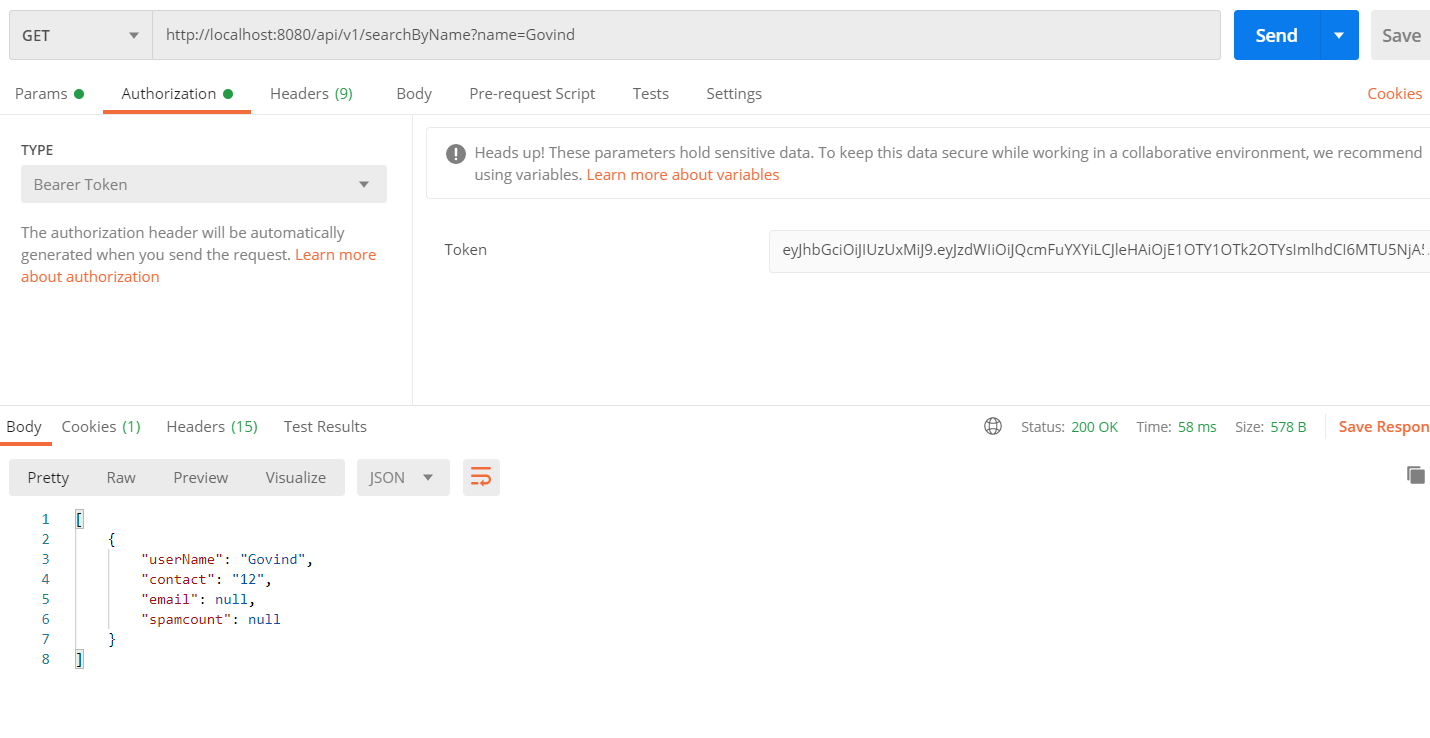 GET http://localhost:8080/api/v1/searchByName?name=Govind Send Save
Params Authorization Headers (9) Body Pre-request Script Tests Settings Cookies
TYPE
Bearer Token
The authorization header will be automatically
generated when you send the request. Learn more
about authorization
Heads up! These parameters hold sensitive data. To keep this data secure while working in a collaborative environment, we recommend
using variables. Learn more about variables
Token eyJhbGciOiJIUzUxMiJ9.eyJzdWIiOiJQcmFuYXYiLCJleHAiOjE1OTY1OTk2OTYsImlhdCI6MTU5NjA5
Body Cookies (1) Headers (15) Test Results Status: 200 OK Time: 58 ms Size: 578 B Save Respon
Pretty Raw Preview Visualize JSON
1 [
2 {
3 "userName": "Govind",
4 "contact": "12",
5 "email": null,
6 "spamcount": null
7 }
8 ]